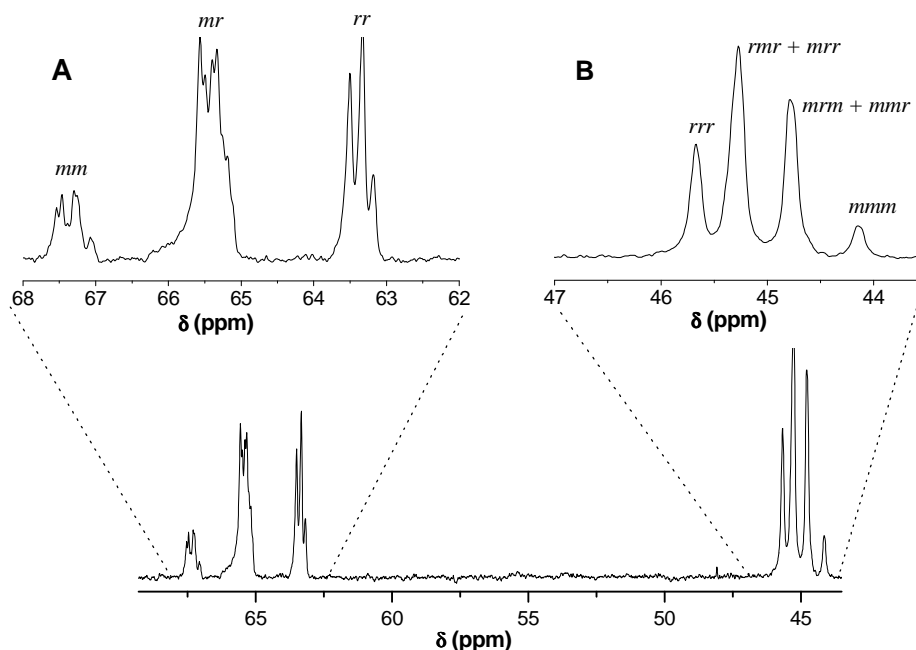 mr
rr
A
mm
68 67 66 65 64 63 62
δ (ppm)
B
rmr + mrr
rrr
mrm + mmr
mmm
47 46 45 44
δ (ppm)
65 60 55 50 45
δ (ppm)